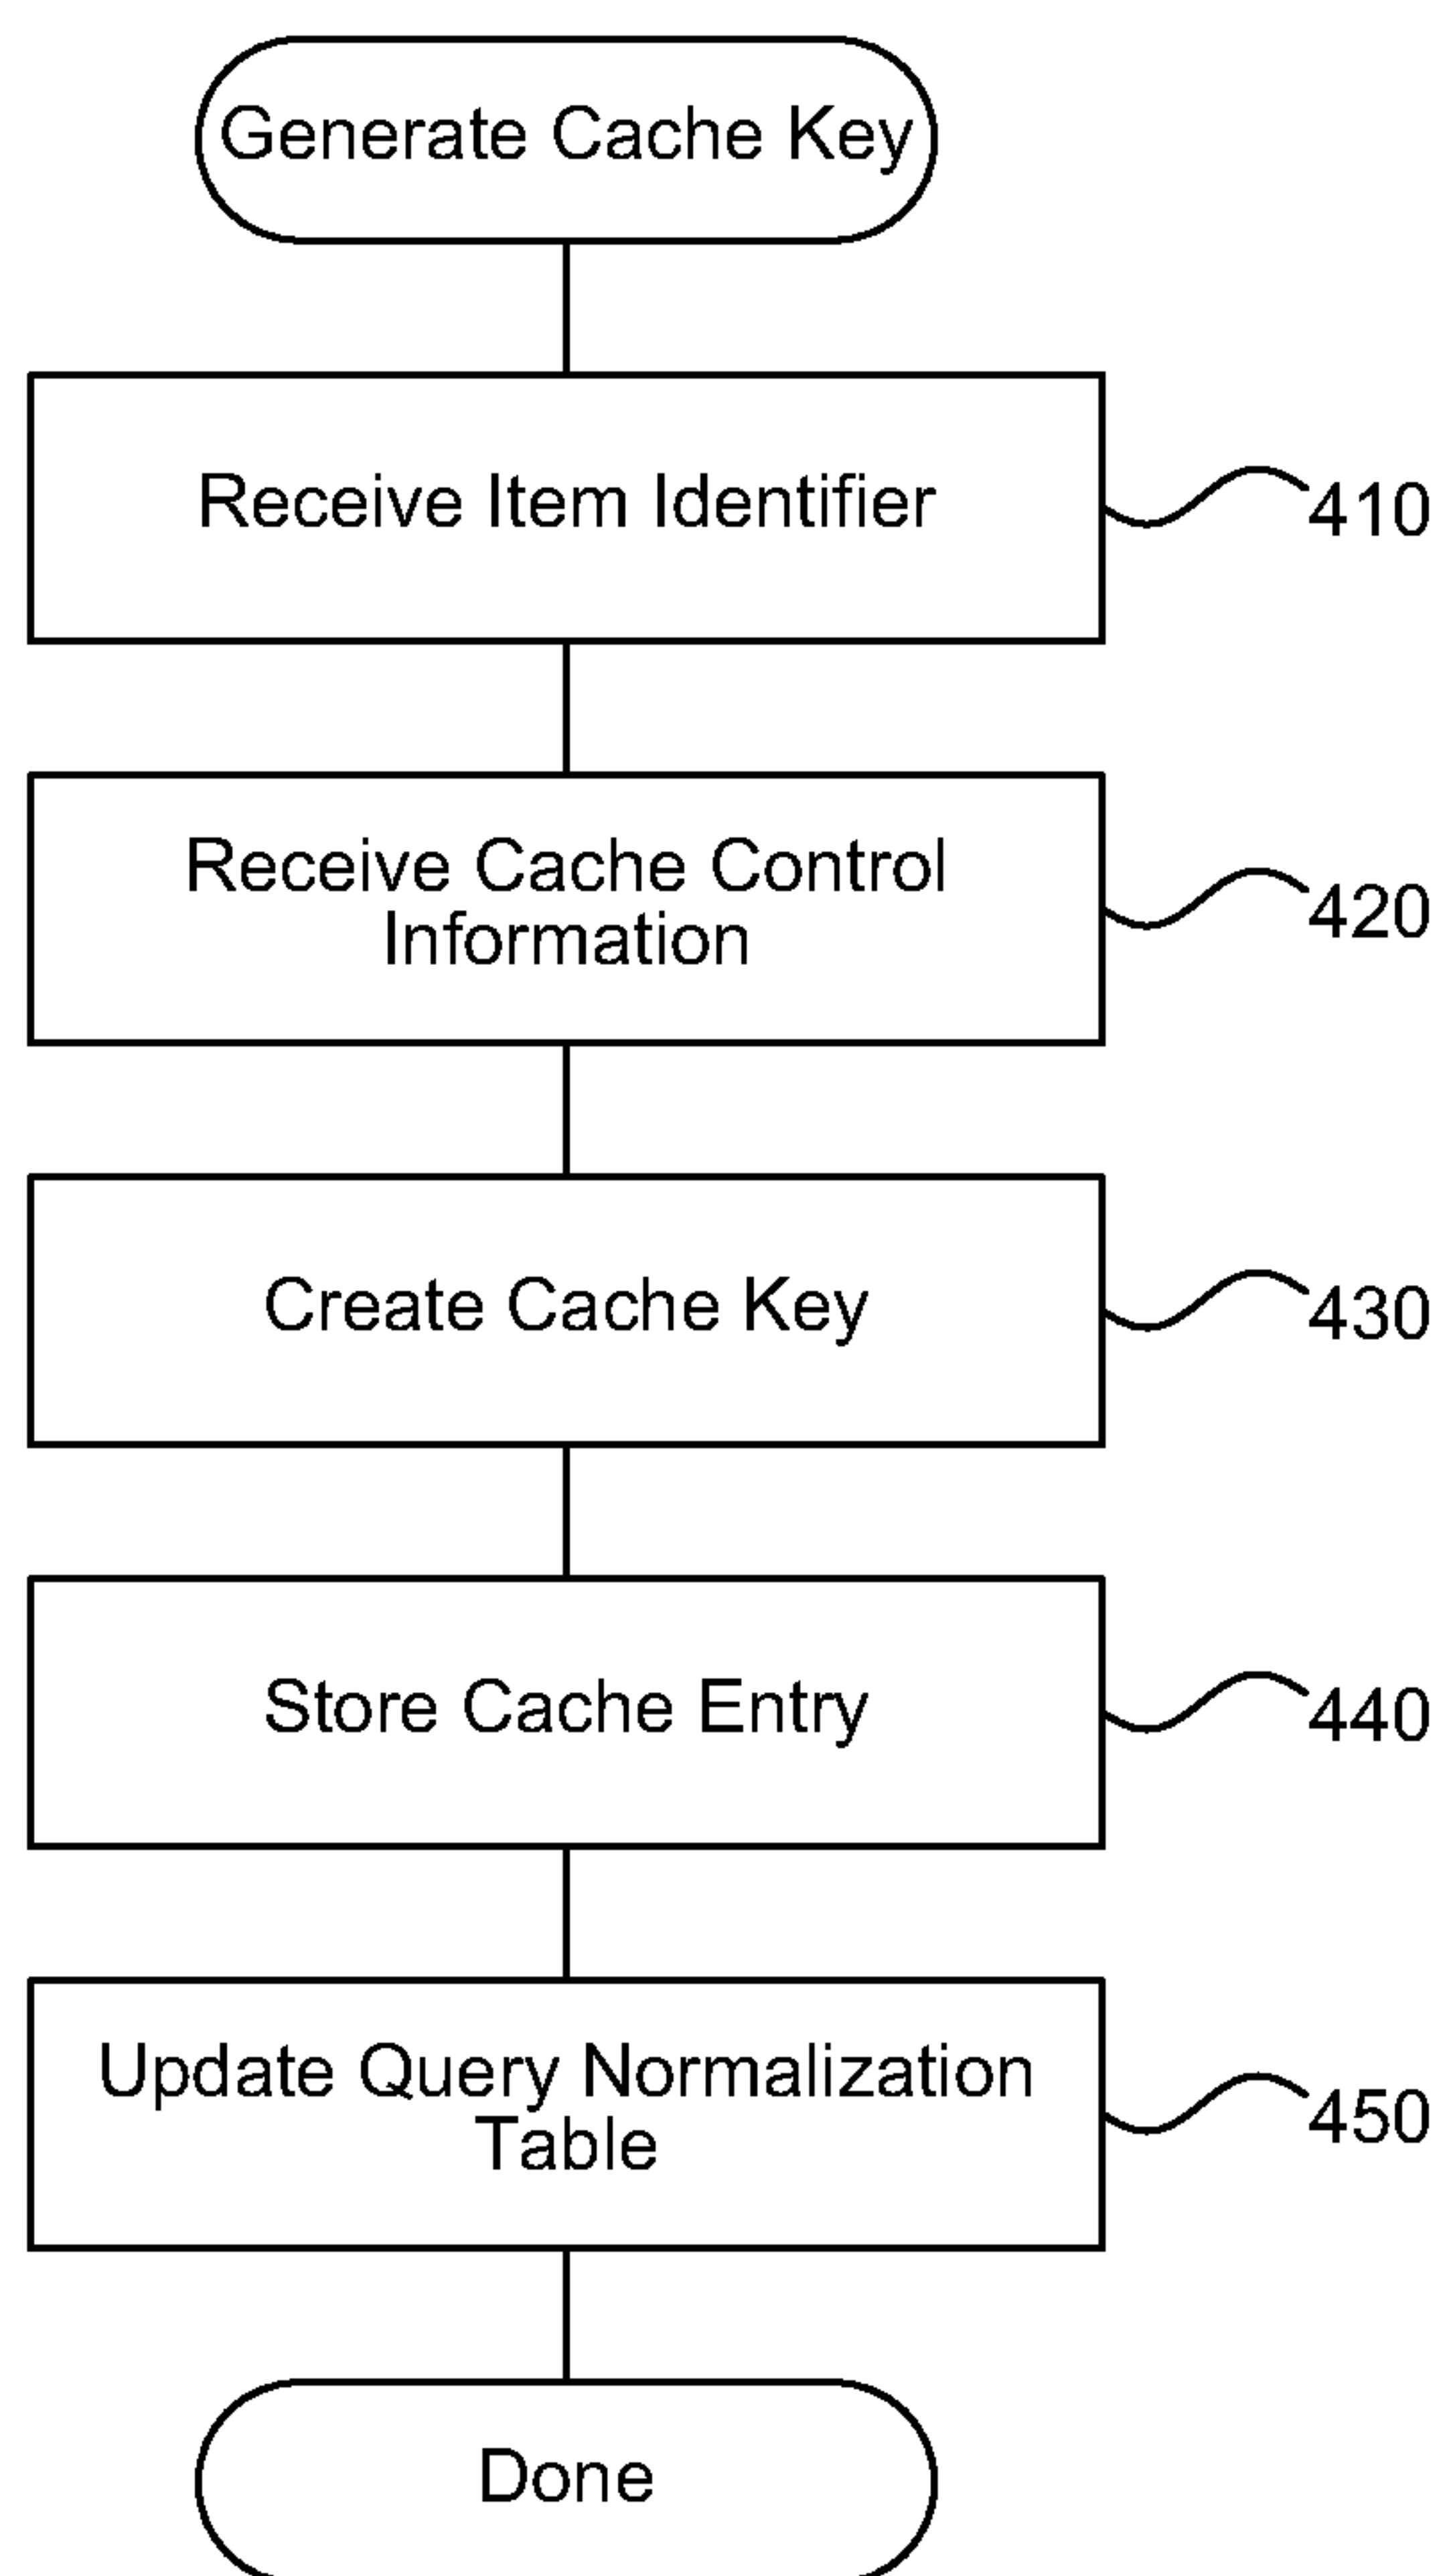 Generate Cache Key
Receive Item Identifier
410
Receive Cache Control
Information
420
Create Cache Key
430
Store Cache Entry
440
Update Query Normalization
Table
450
Done